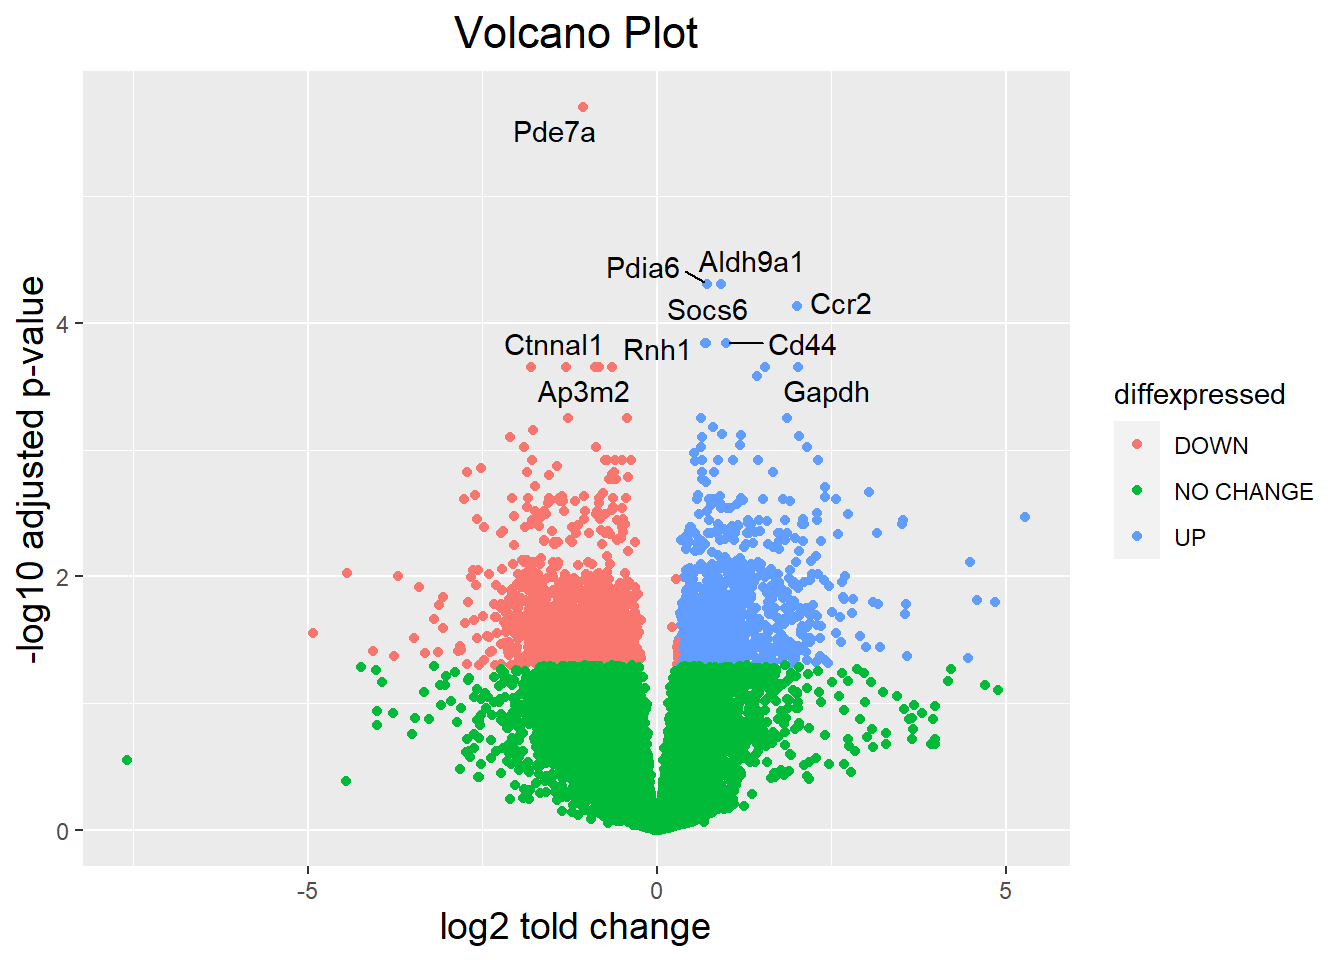 Volcano Plot
Pde7a
Pdia6 Aldh9a1
Socs6 Ccr2
Ctnnal1 Rnh1 Cd44
Ap3m2 Gapdh
-log10 adjusted p-value
4
2
0
-5 0 5
log2 told change
diffexpressed
DOWN
NO CHANGE
UP